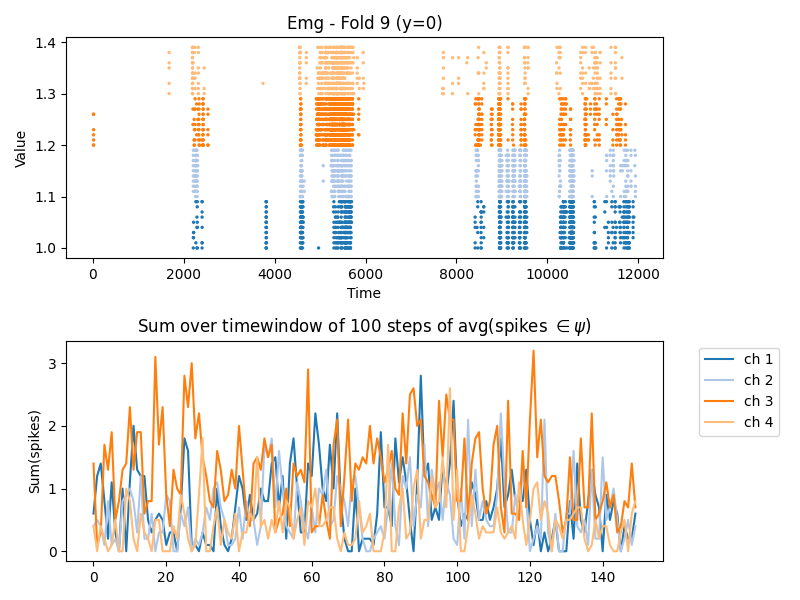 Emg - Fold 9 (y=0)
Value
1.4
1.3
1.2
1.1
1.0
0 2000 4000 6000 8000 10000 12000
Time
Sum over timewindow of 100 steps of avg(spikes ∈ ψ)
Sum(spikes)
3
2
1
0
0 20 40 60 80 100 120 140
ch 1
ch 2
ch 3
ch 4